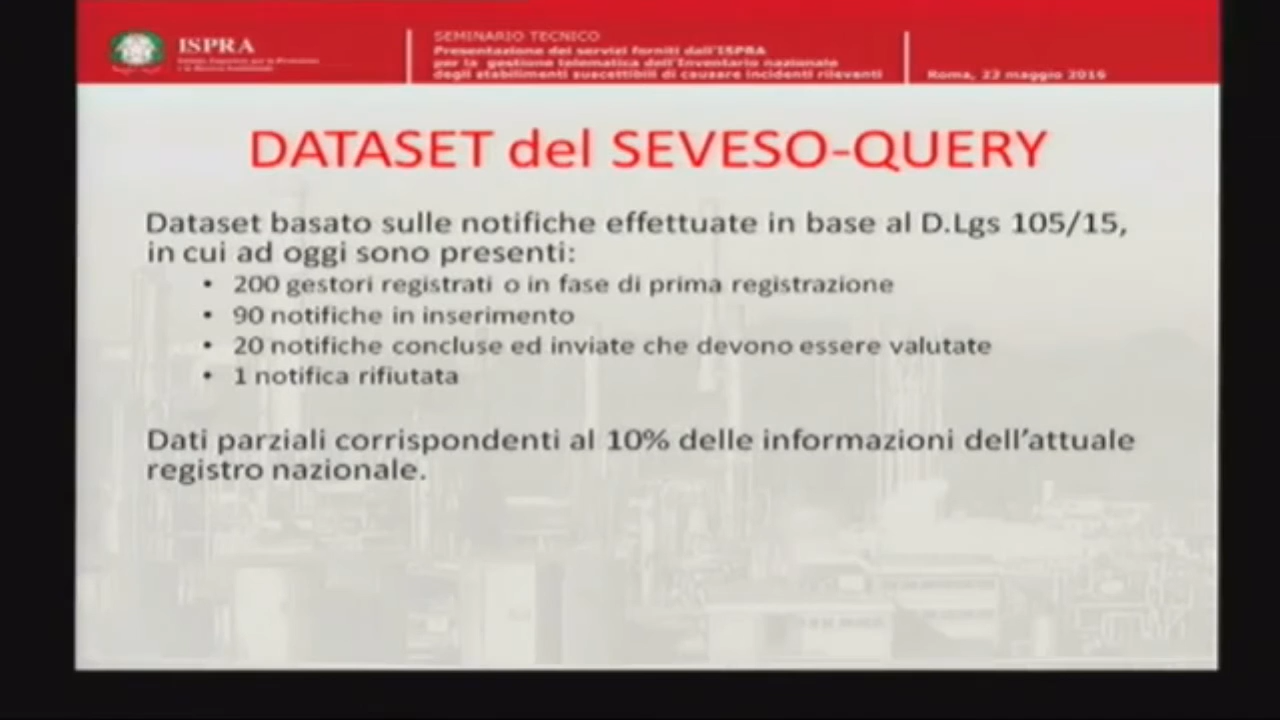 ISPRA
SEMINARIO TECNICO
Presentazione dei servizi forniti dall'ISPRA
per la gestione telematica dell'Inventario nazionale
degli stabilimenti suscettibili di causare incidenti rilevanti
Roma, 23 maggio 2016
DATASET del SEVESO-QUERY
Dataset basato sulle notifiche effettuate in base al D.Lgs 105/15,
in cui ad oggi sono presenti:
• 200 gestori registrati o in fase di prima registrazione
• 90 notifiche in inserimento
• 20 notifiche concluse ed inviate che devono essere valutate
• 1 notifica rifiutata
Dati parziali corrispondenti al 10% delle informazioni dell'attuale
registro nazionale.